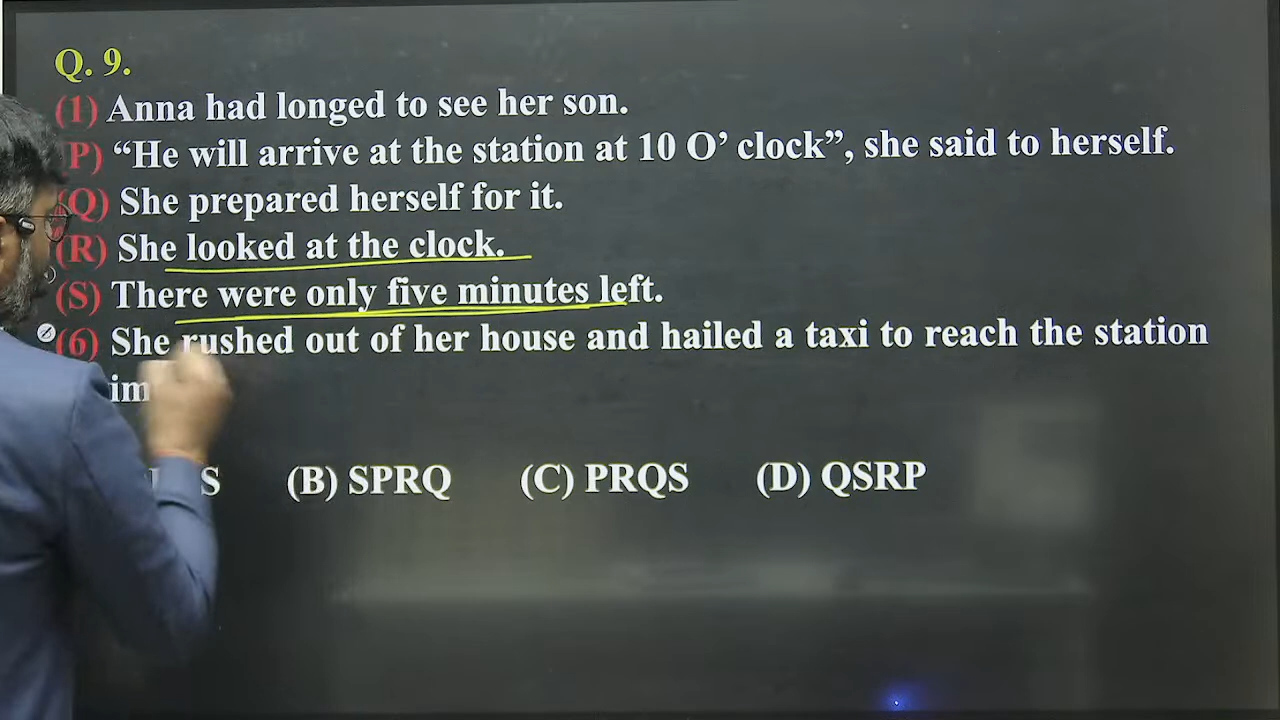 Q. 9.
(1) Anna had longed to see her son.
P) “He will arrive at the station at 10 O’ clock”, she said to herself.
(Q) She prepared herself for it.
(R) She looked at the clock.
(S) There were only five minutes left.
(6) She rushed out of her house and hailed a taxi to reach the station
(B) SPRQ (C) PRQS (D) QSRP